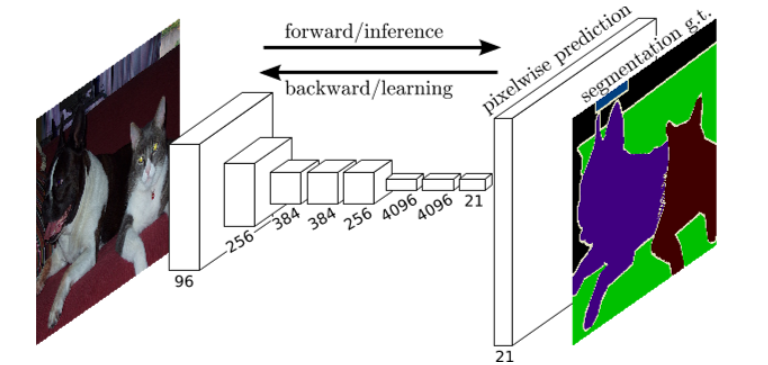 forward/inference
backward/learning
pixelwise prediction
segmentation g.t.
96
256
384
384
256
4096
4096
21
21